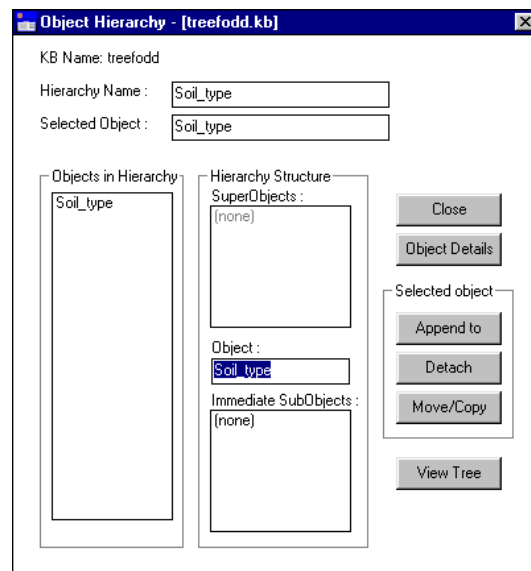 Object Hierarchy - [treefodd.kb]
KB Name: treefodd
Hierarchy Name :
Soil_type
Selected Object :
Soil_type
Objects in Hierarchy
Soil_type
Hierarchy Structure
SuperObjects :
(none)
Object :
Soil_type
Immediate SubObjects :
(none)
Close
Object Details
Selected object
Append to
Detach
Move/Copy
View Tree